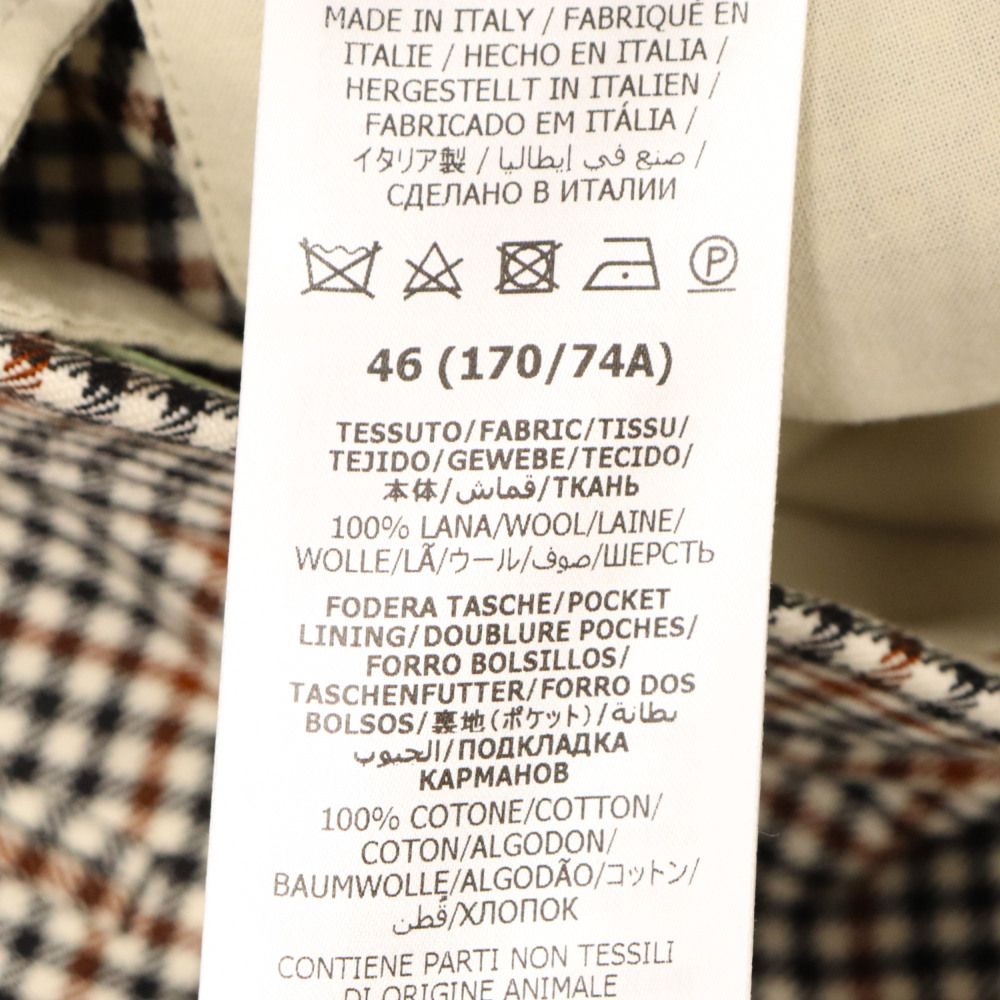 MADE IN ITALY / FABRIQUÉ EN
ITALIE / HECHO EN ITALIA /
HERGESTELLT IN ITALIEN /
FABRICADO EM ITÁLIA /
イタリア製 / صنع في إيطاليا /
СДЕЛАНО В ИТАЛИИ
P
46 (170/74A)
TESSUTO/FABRIC/TISSU/
TEJIDO/GEWEBE/TECIDO/
本体/قماش/ТКАНЬ
100% LANA/WOOL/LAINE/
WOLLE/LÃ/ウール/صوف/ШЕРСТЬ
FODERA TASCHE/POCKET
LINING/DOUBLURE POCHES/
FORRO BOLSILLOS/
TASCHENFUTTER/FORRO DOS
BOLSOS/裏地(ポケット)/بطانة
الجيوب/ПОДКЛАДКА
КАРМАНОВ
100% COTONE/COTTON/
COTON/ALGODON/
BAUMWOLLE/ALGODÃO/コットン/
قطن/ХЛОПОК
CONTIENE PARTI NON TESSILI
DI ORIGINE ANIMALE